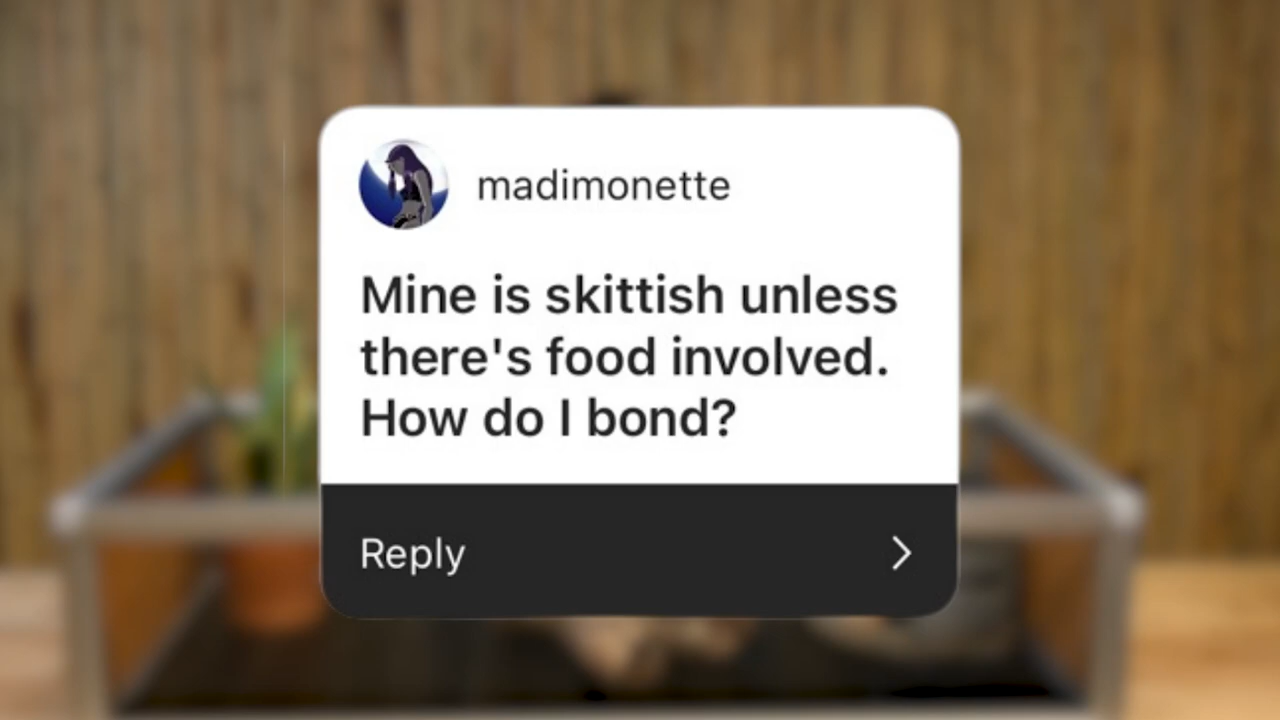 madimonette
Mine is skittish unless
there's food involved.
How do I bond?
Reply